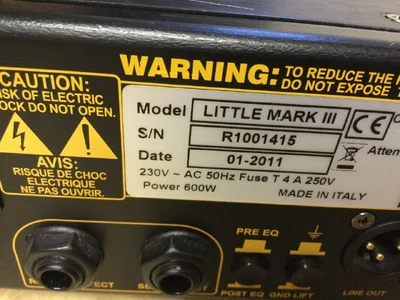 WARNING: TO REDUCE THE
DO NOT EXPOSE
CAUTION:
RISK OF ELECTRIC
DO NOT OPEN.
AVIS:
RISQUE DE CHOC
ELECTRIQUE
NE PAS OUVRIR.
Model LITTLE MARK III
S/N R1001415
Date 01-2011
230V ~ AC 50Hz Fuse T 4 A 250V
Power 600W MADE IN ITALY
CE
PRE EQ
POST EQ GND LIFT
LINE OUT